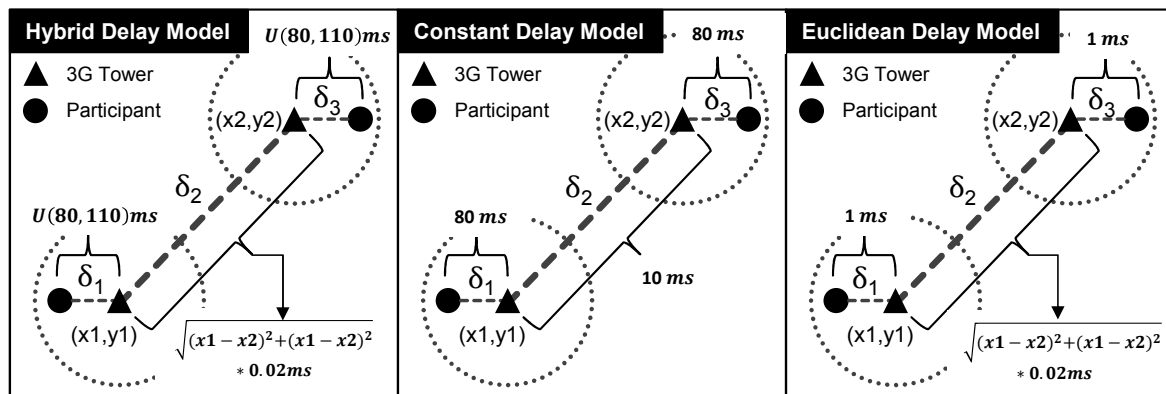 Hybrid Delay Model
U(80, 110)ms
3G Tower
Participant
δ3
(x2,y2)
δ2
U(80, 110)ms
δ1
(x1,y1)
√(x1 − x2)²+(x1 − x2)²
* 0.02ms
Constant Delay Model
80 ms
3G Tower
Participant
δ3
(x2,y2)
δ2
80 ms
10 ms
δ1
(x1,y1)
Euclidean Delay Model
1 ms
3G Tower
Participant
δ3
(x2,y2)
δ2
1 ms
δ1
(x1,y1)
√(x1 − x2)²+(x1 − x2)²
* 0.02ms